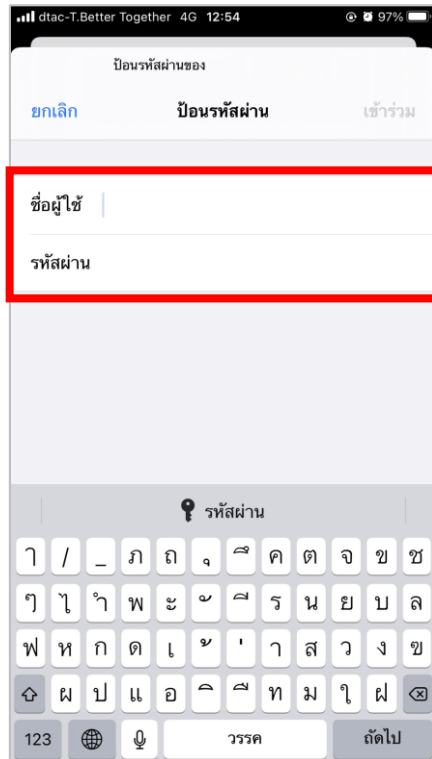 dtac-T.Better Together 4G 12:54 97%
ป้อนรหัสผ่านของ
ยกเลิก ป้อนรหัสผ่าน เข้าร่วม
ชื่อผู้ใช้
รหัสผ่าน
รหัสผ่าน
ๅ / _ ภ ถ ุ ึ ค ต จ ข ช
ๆ ไ ำ พ ะ ั ี ร น ย บ ล
ฟ ห ก ด เ ้ ่ า ส ว ง ฃ
ผ ป แ อ ิ ื ท ม ใ ฝ
123 วรรค ถัดไป